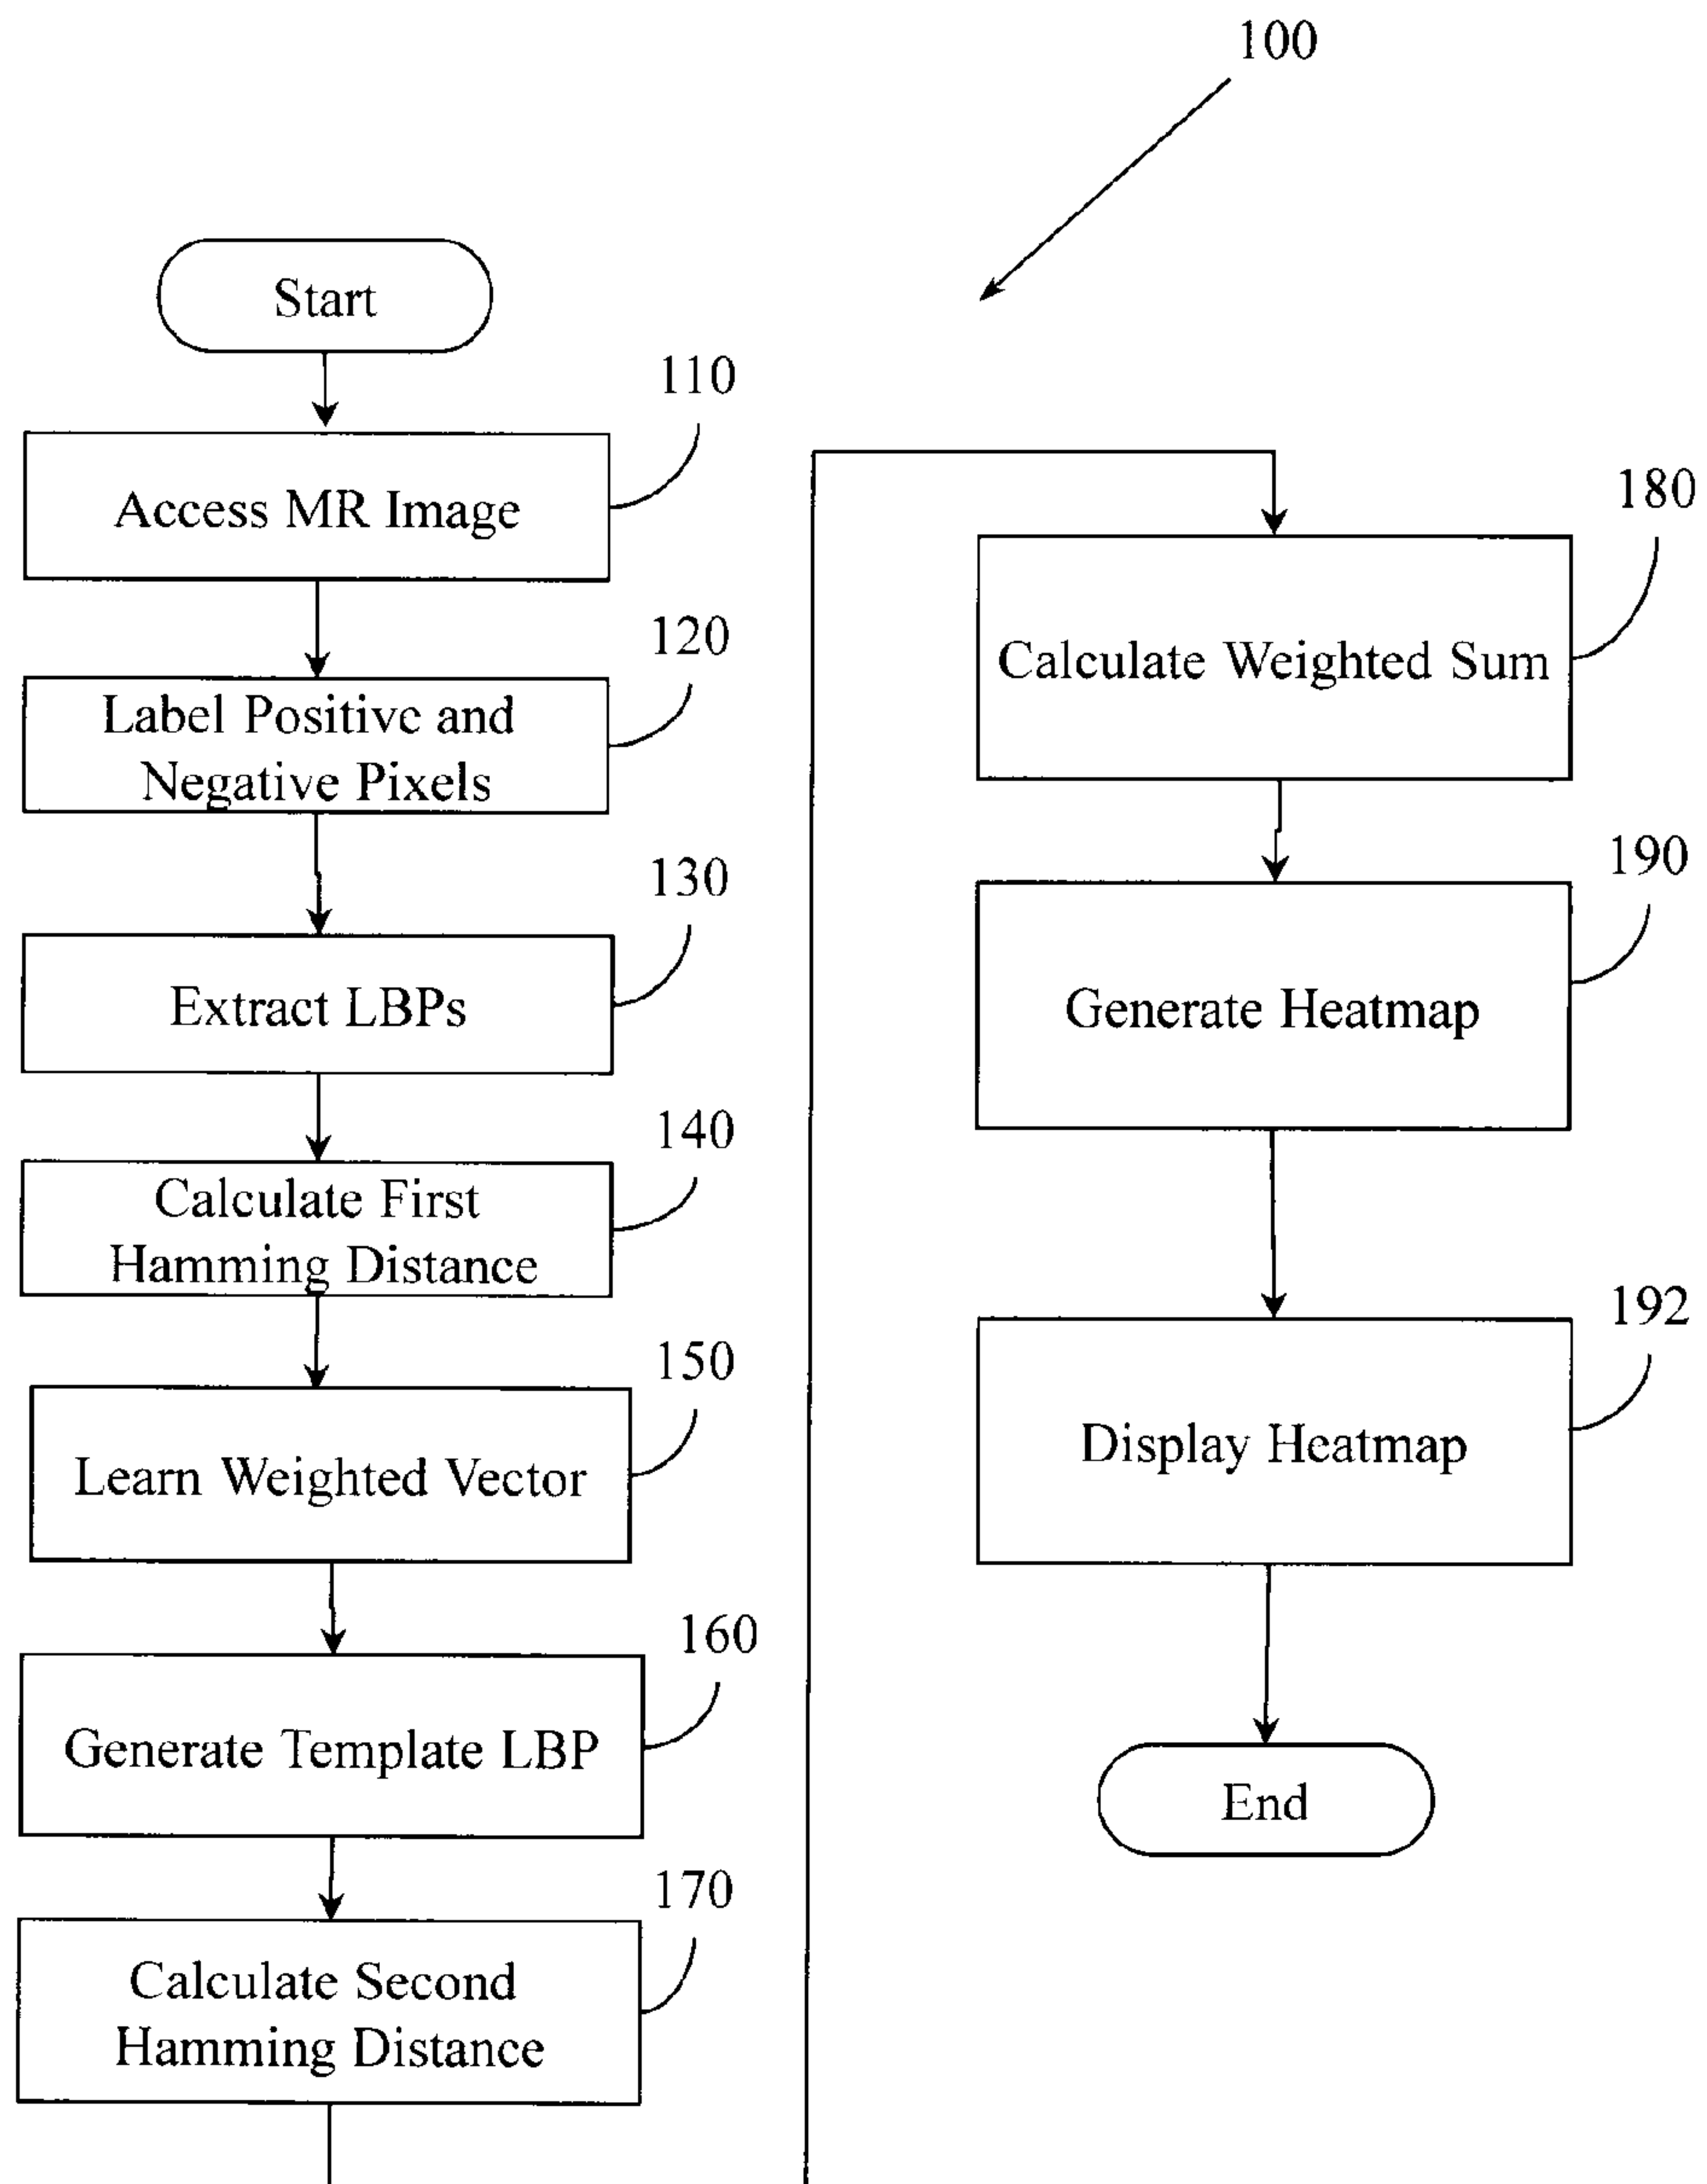 100
Start
110
Access MR Image
120
Label Positive and
Negative Pixels
130
Extract LBPs
140
Calculate First
Hamming Distance
150
Learn Weighted Vector
160
Generate Template LBP
170
Calculate Second
Hamming Distance
180
Calculate Weighted Sum
190
Generate Heatmap
192
Display Heatmap
End